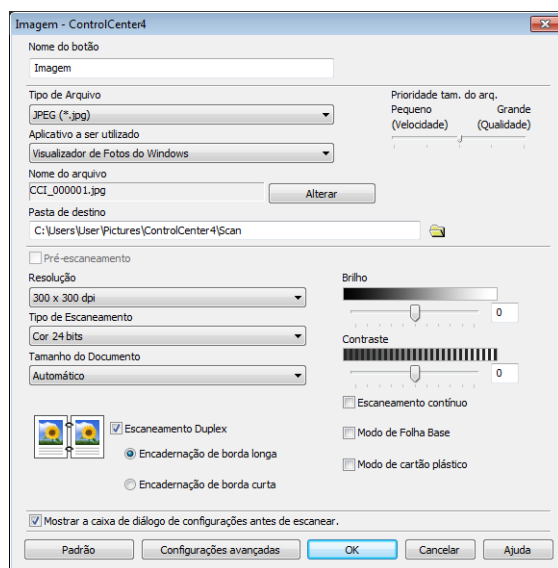 Imagem - ControlCenter4
Nome do botão
Imagem
Tipo de Arquivo
JPEG (*.jpg)
Prioridade tam. do arq.
Pequeno Grande
(Velocidade) (Qualidade)
Aplicativo a ser utilizado
Visualizador de Fotos do Windows
Nome do arquivo
CCI_000001.jpg
Alterar
Pasta de destino
C:\Users\User\Pictures\ControlCenter4\Scan
Pré-escaneamento
Resolução
300 x 300 dpi
Tipo de Escaneamento
Cor 24 bits
Tamanho do Documento
Automático
Brilho
0
Contraste
0
Escaneamento contínuo
Modo de Folha Base
Modo de cartão plástico
Escaneamento Duplex
Encadernação de borda longa
Encadernação de borda curta
Mostrar a caixa de diálogo de configurações antes de escanear.
Padrão Configurações avançadas OK Cancelar Ajuda